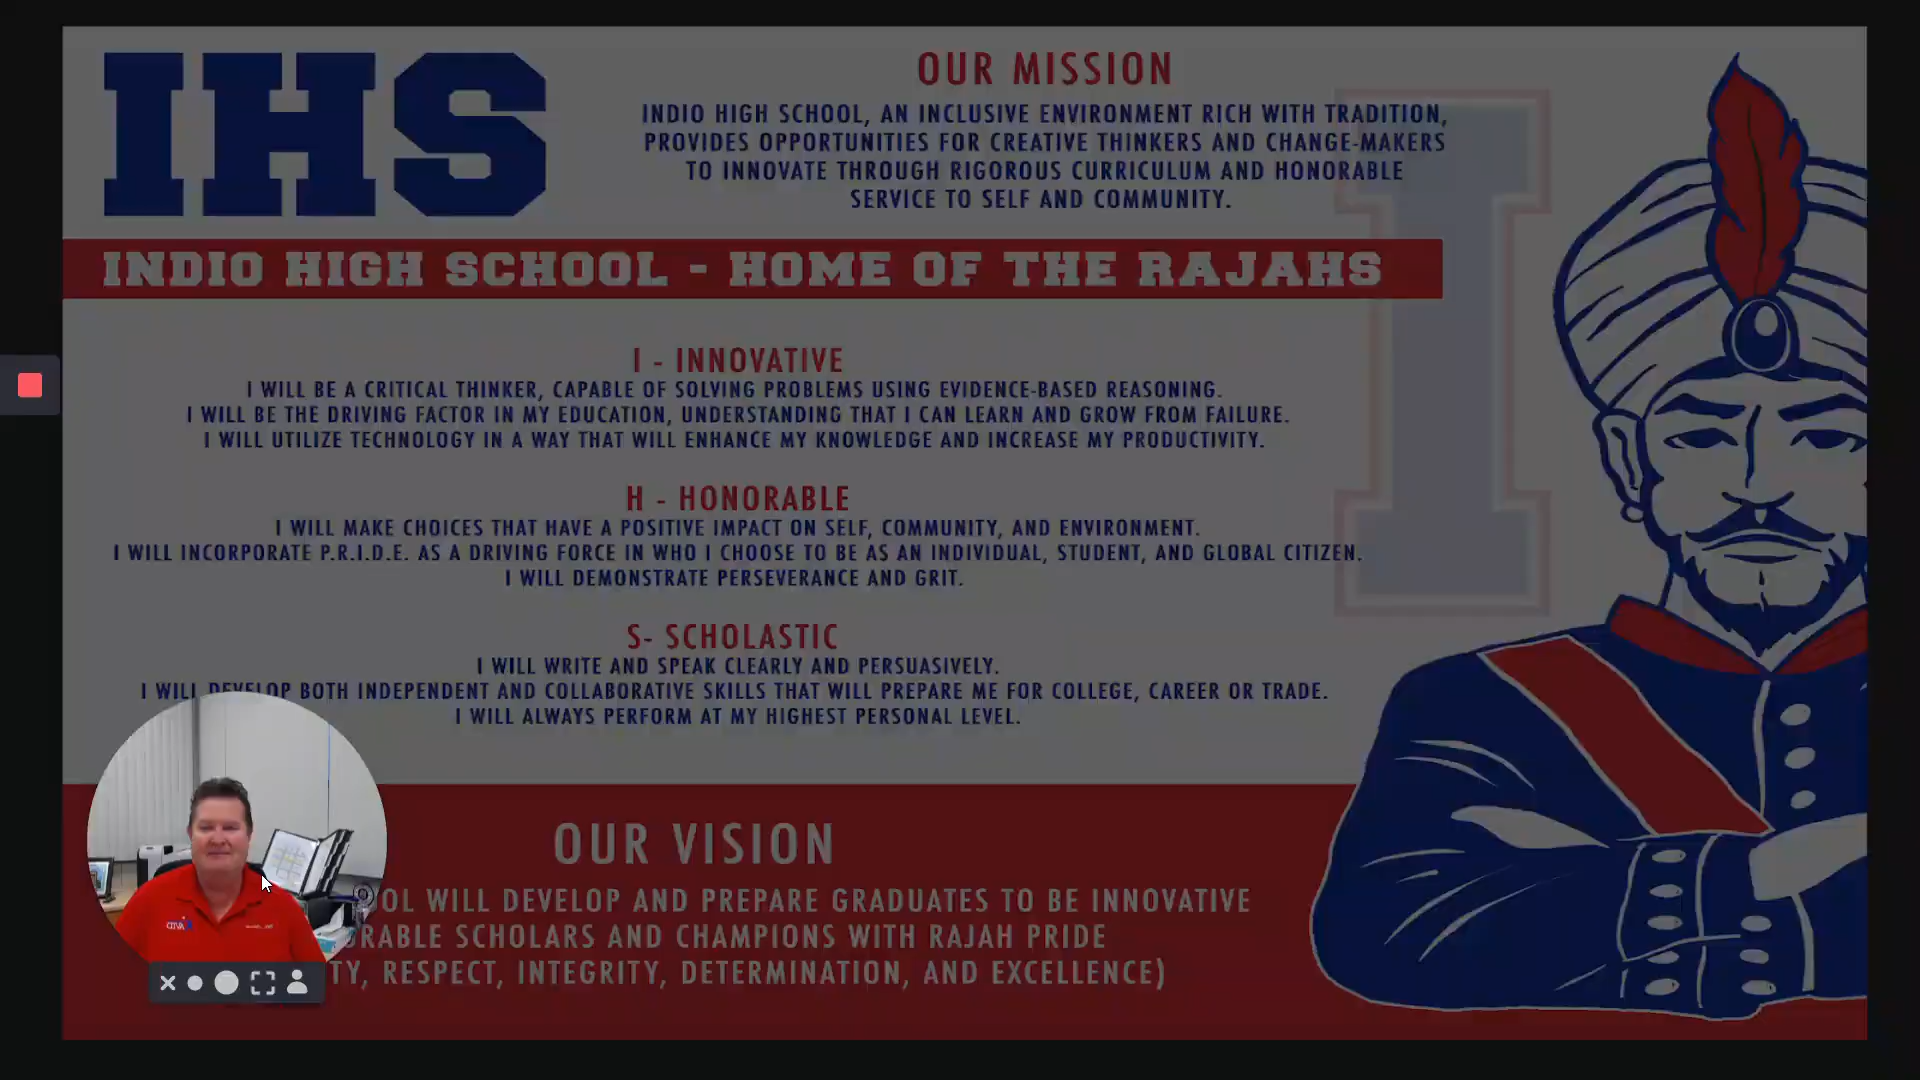 IHS
OUR MISSION
INDIO HIGH SCHOOL, AN INCLUSIVE ENVIRONMENT RICH WITH TRADITION,
PROVIDES OPPORTUNITIES FOR CREATIVE THINKERS AND CHANGE-MAKERS
TO INNOVATE THROUGH RIGOROUS CURRICULUM AND HONORABLE
SERVICE TO SELF AND COMMUNITY.
I
INDIO HIGH SCHOOL - HOME OF THE RAJAHS
I - INNOVATIVE
I WILL BE A CRITICAL THINKER, CAPABLE OF SOLVING PROBLEMS USING EVIDENCE-BASED REASONING.
I WILL BE THE DRIVING FACTOR IN MY EDUCATION, UNDERSTANDING THAT I CAN LEARN AND GROW FROM FAILURE.
I WILL UTILIZE TECHNOLOGY IN A WAY THAT WILL ENHANCE MY KNOWLEDGE AND INCREASE MY PRODUCTIVITY.
H - HONORABLE
I WILL MAKE CHOICES THAT HAVE A POSITIVE IMPACT ON SELF, COMMUNITY, AND ENVIRONMENT.
I WILL INCORPORATE P.R.I.D.E. AS A DRIVING FORCE IN WHO I CHOOSE TO BE AS AN INDIVIDUAL, STUDENT, AND GLOBAL CITIZEN.
I WILL DEMONSTRATE PERSEVERANCE AND GRIT.
S- SCHOLASTIC
I WILL WRITE AND SPEAK CLEARLY AND PERSUASIVELY.
I WILL DEVELOP BOTH INDEPENDENT AND COLLABORATIVE SKILLS THAT WILL PREPARE ME FOR COLLEGE, CAREER OR TRADE.
I WILL ALWAYS PERFORM AT MY HIGHEST PERSONAL LEVEL.
OUR VISION
OL WILL DEVELOP AND PREPARE GRADUATES TO BE INNOVATIVE
ORABLE SCHOLARS AND CHAMPIONS WITH RAJAH PRIDE
TY, RESPECT, INTEGRITY, DETERMINATION, AND EXCELLENCE)